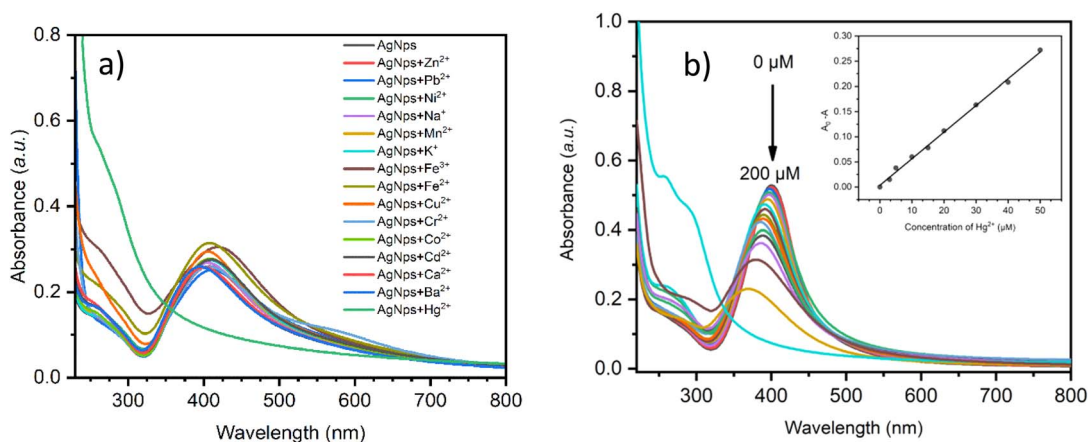 a)
0.8
0.6
0.4
0.2
0.0
Absorbance (a.u.)
300 400 500 600 700 800
Wavelength (nm)
AgNps
AgNps+Zn²⁺
AgNps+Pb²⁺
AgNps+Ni²⁺
AgNps+Na⁺
AgNps+Mn²⁺
AgNps+K⁺
AgNps+Fe³⁺
AgNps+Fe²⁺
AgNps+Cu²⁺
AgNps+Cr²⁺
AgNps+Co²⁺
AgNps+Cd²⁺
AgNps+Ca²⁺
AgNps+Ba²⁺
AgNps+Hg²⁺
b)
1.0
0.8
0.6
0.4
0.2
0.0
Absorbance (a.u.)
300 400 500 600 700 800
Wavelength (nm)
0 µM
200 µM
0.30
0.25
0.20
0.15
0.10
0.05
0.00
A₀-A
0 10 20 30 40 50
Concentration of Hg²⁺ (µM)